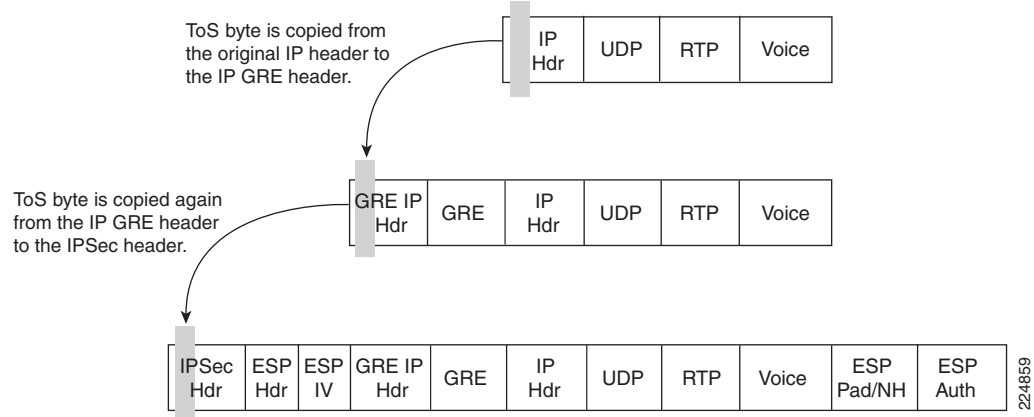 ToS byte is copied from
the original IP header to
the IP GRE header.
IP
Hdr
UDP
RTP
Voice
ToS byte is copied again
from the IP GRE header
to the IPSec header.
GRE IP
Hdr
GRE
IP
Hdr
UDP
RTP
Voice
IPSec
Hdr
ESP
Hdr
ESP
IV
GRE IP
Hdr
GRE
IP
Hdr
UDP
RTP
Voice
ESP
Pad/NH
ESP
Auth
224859